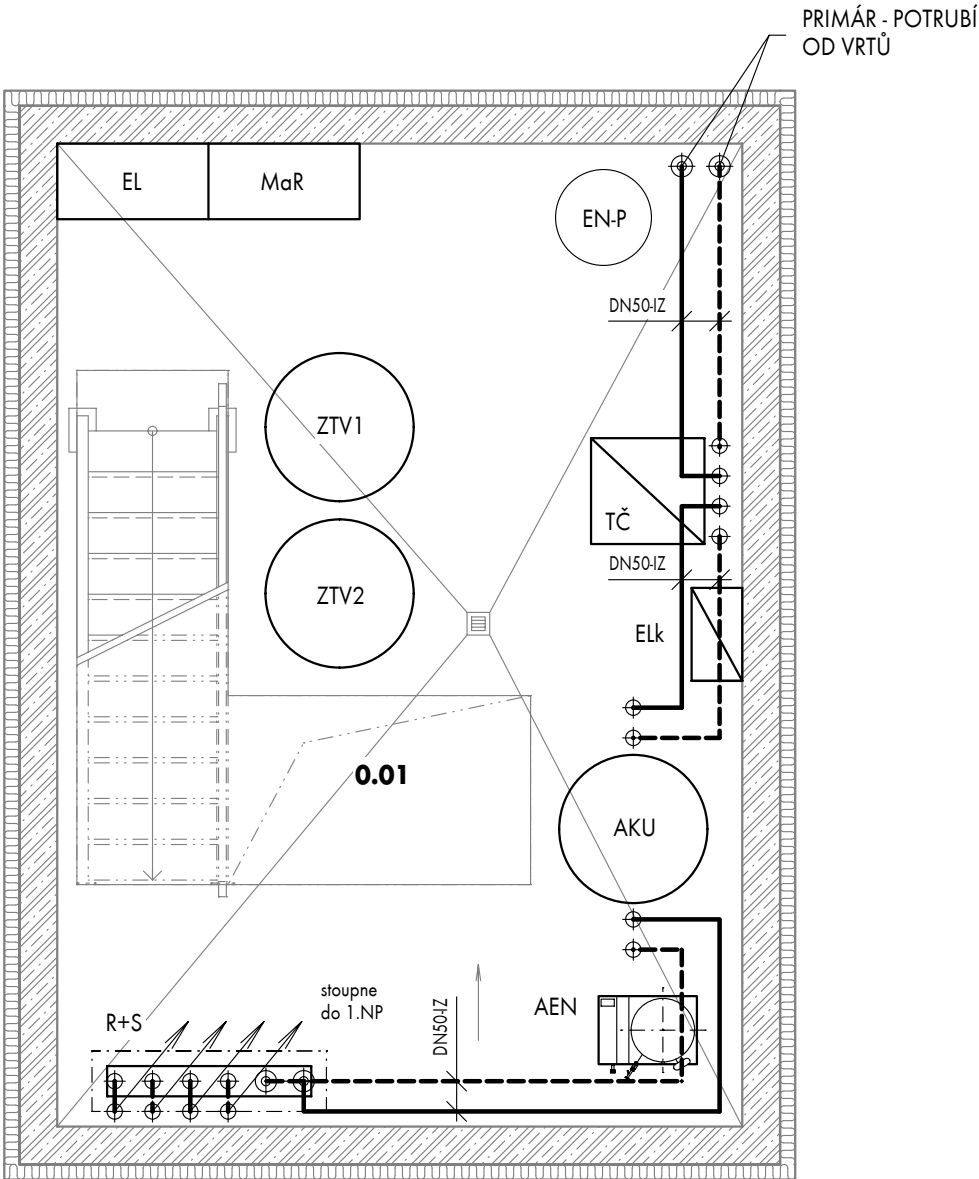 PRIMÁR - POTRUBÍ
OD VRTŮ
EL
MaR
EN-P
DN50-IZ
ZTV1
TČ
DN50-IZ
ZTV2
ELk
0.01
AKU
stoupne
do 1.NP
R+S
DN50-IZ
AEN